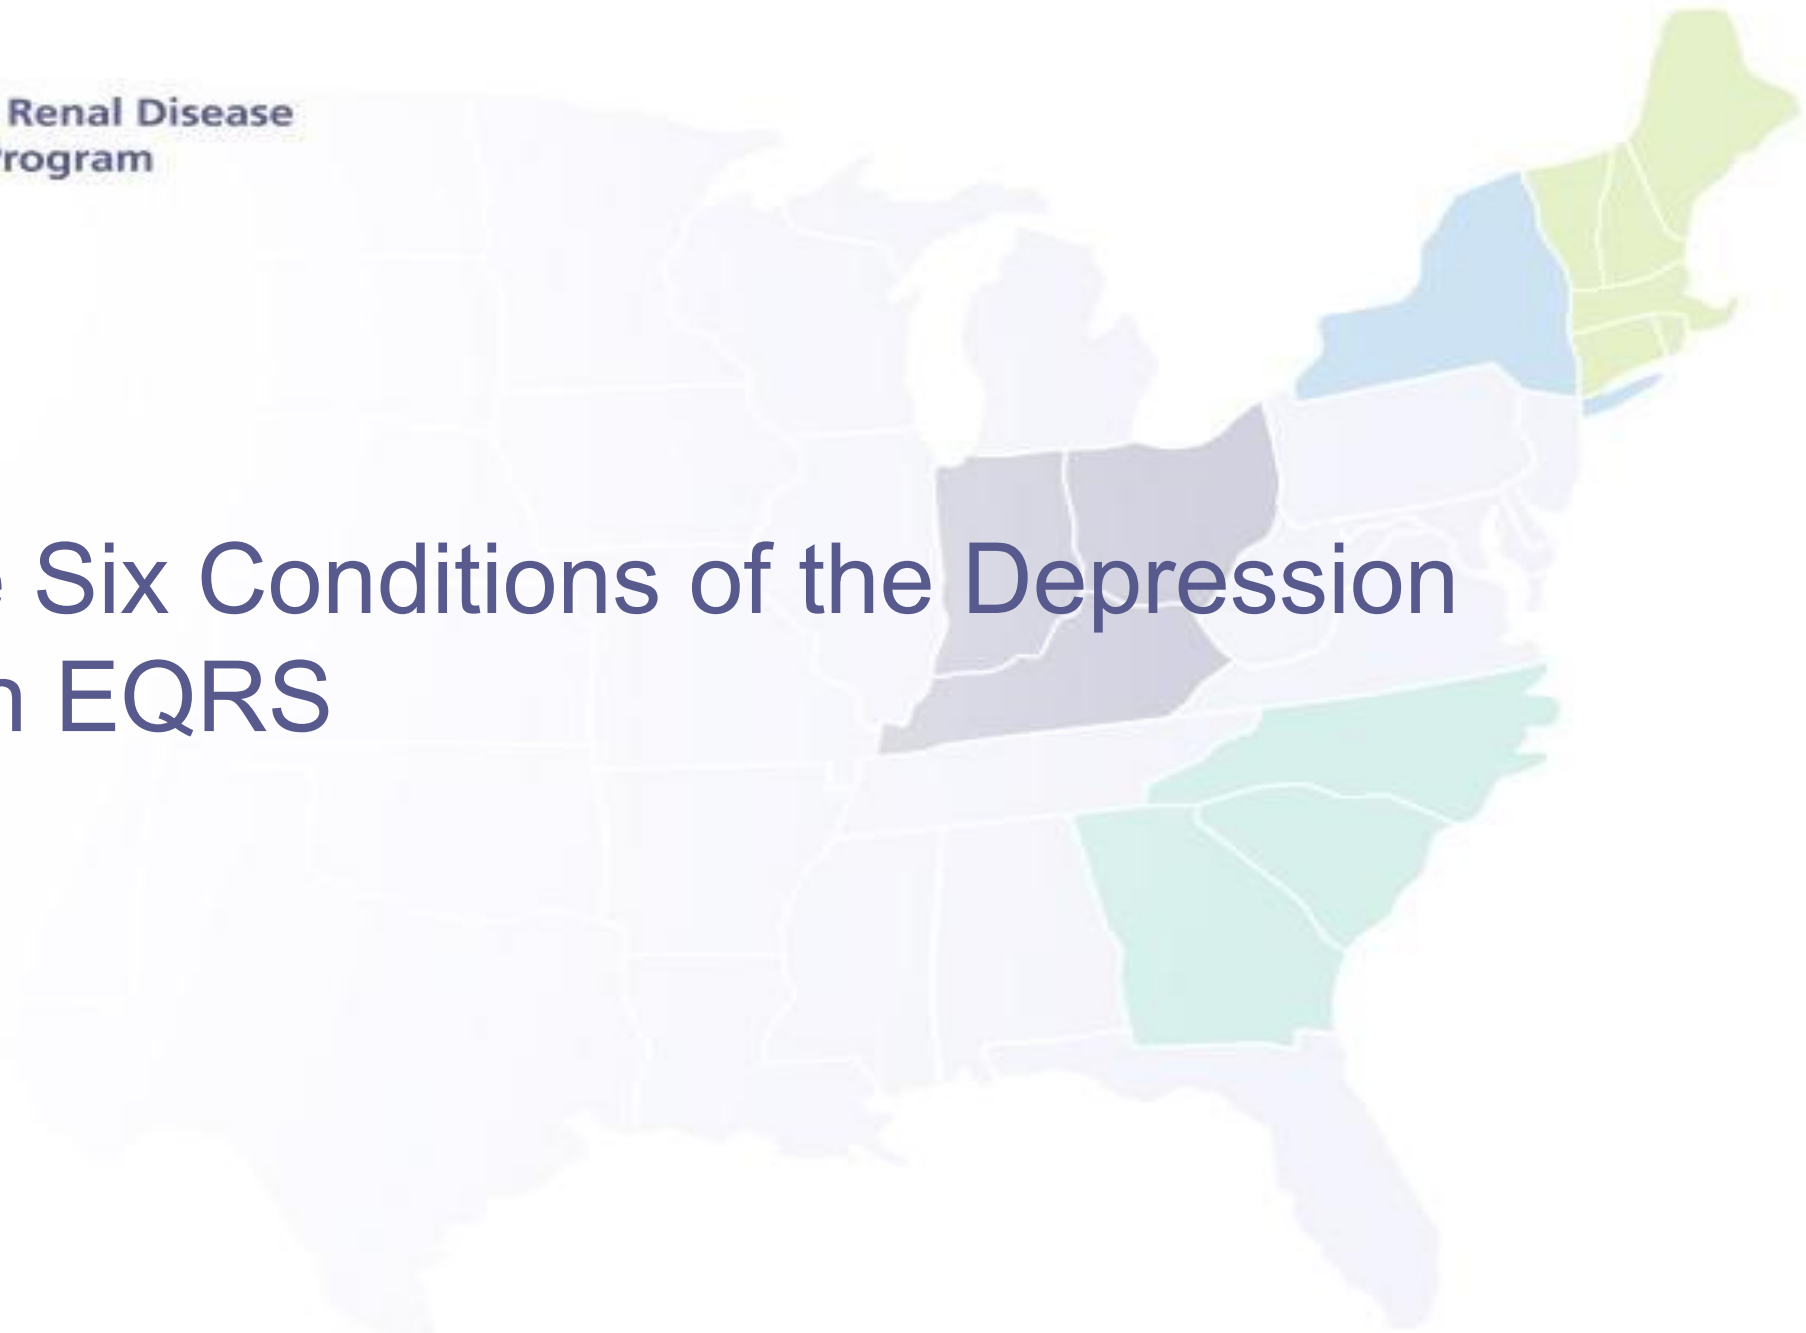 Renal Disease
rogram
e Six Conditions of the Depression
n EQRS